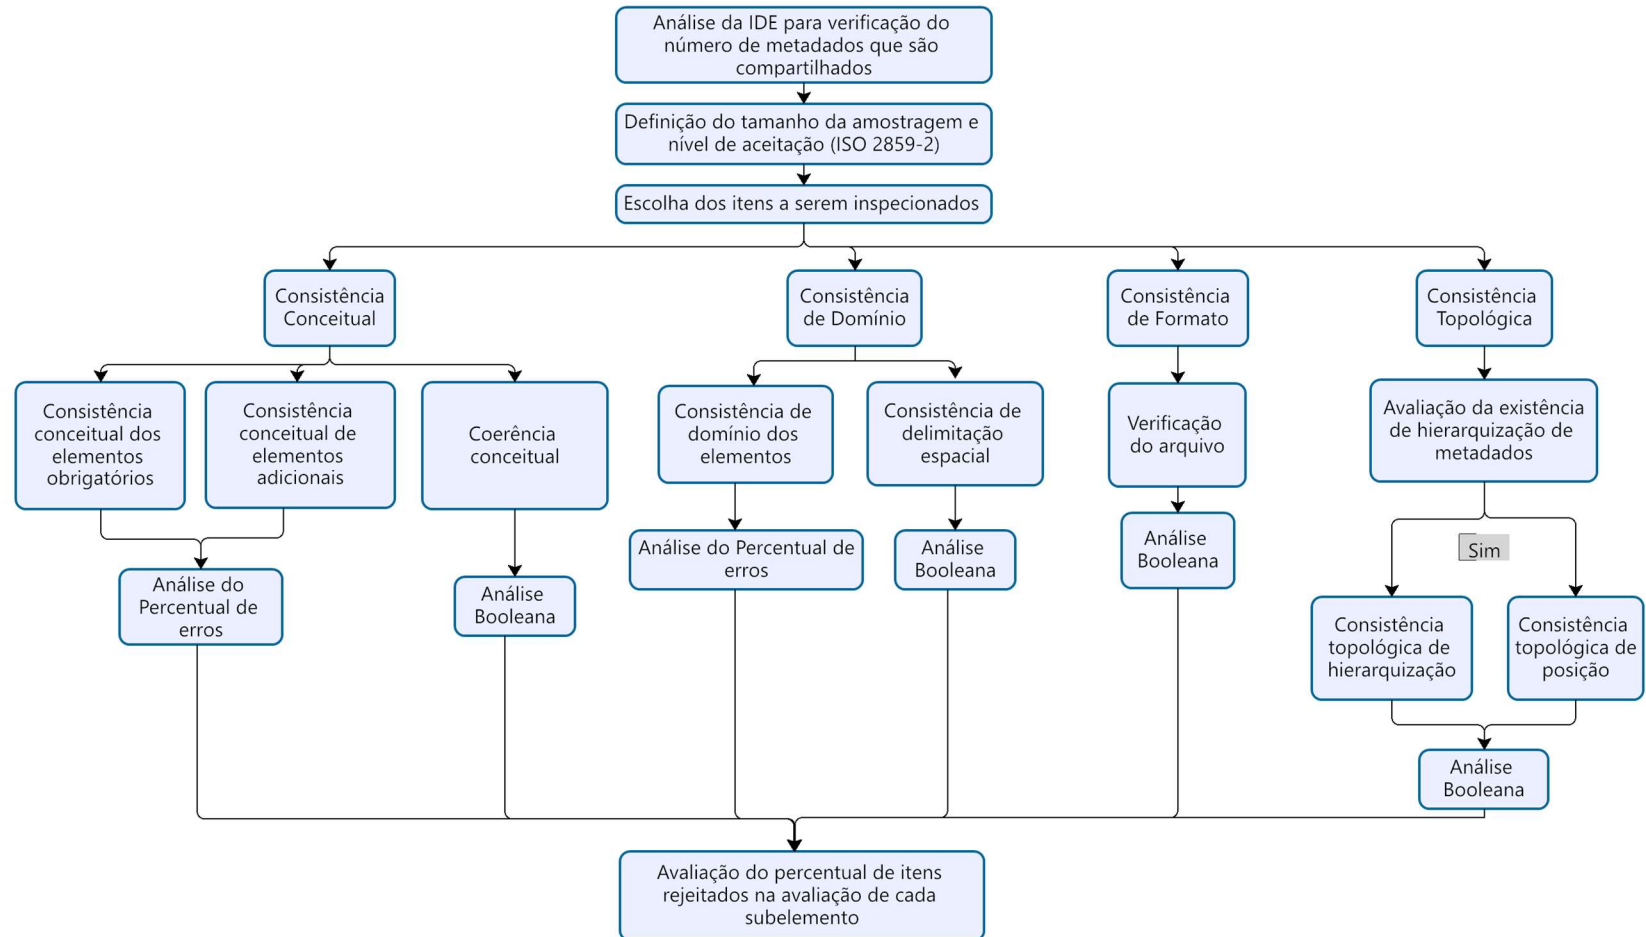 Análise da IDE para verificação do
número de metadados que são
compartilhados
Definição do tamanho da amostragem e
nível de aceitação (ISO 2859-2)
Escolha dos itens a serem inspecionados
Consistência
Conceitual
Consistência
de Domínio
Consistência
de Formato
Consistência
Topológica
Consistência
conceitual dos
elementos
obrigatórios
Consistência
conceitual de
elementos
adicionais
Coerência
conceitual
Consistência de
domínio dos
elementos
Consistência de
delimitação
espacial
Verificação
do arquivo
Avaliação da existência
de hierarquização de
metadados
Análise do
Percentual de
erros
Análise
Booleana
Análise do Percentual de
erros
Análise
Booleana
Análise
Booleana
Sim
Consistência
topológica de
hierarquização
Consistência
topológica de
posição
Análise
Booleana
Avaliação do percentual de itens
rejeitados na avaliação de cada
subelemento